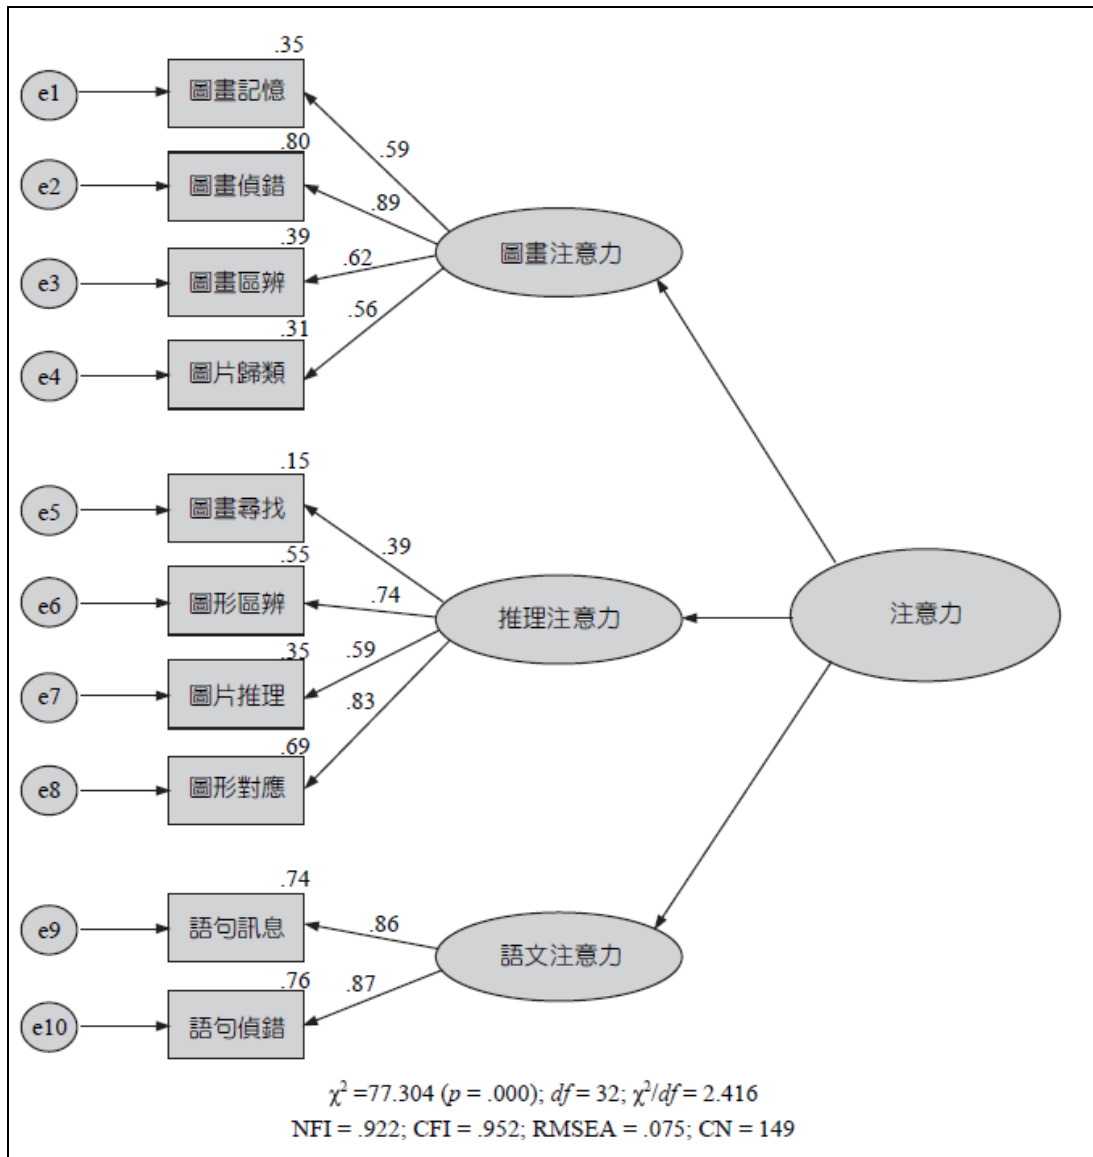 .35
e1
圖畫記憶
.59
.80
e2
圖畫偵錯
.89
.39
e3
圖畫區辨
.62
圖畫注意力
.31
.56
e4
圖片歸類
.15
e5
圖畫尋找
.39
.55
e6
圖形區辨
.74
推理注意力
注意力
.35
.59
e7
圖片推理
.83
.69
e8
圖形對應
.74
e9
語句訊息
.86
語文注意力
.76
.87
e10
語句偵錯
χ² =77.304 (p = .000); df = 32; χ²/df = 2.416
NFI = .922; CFI = .952; RMSEA = .075; CN = 149